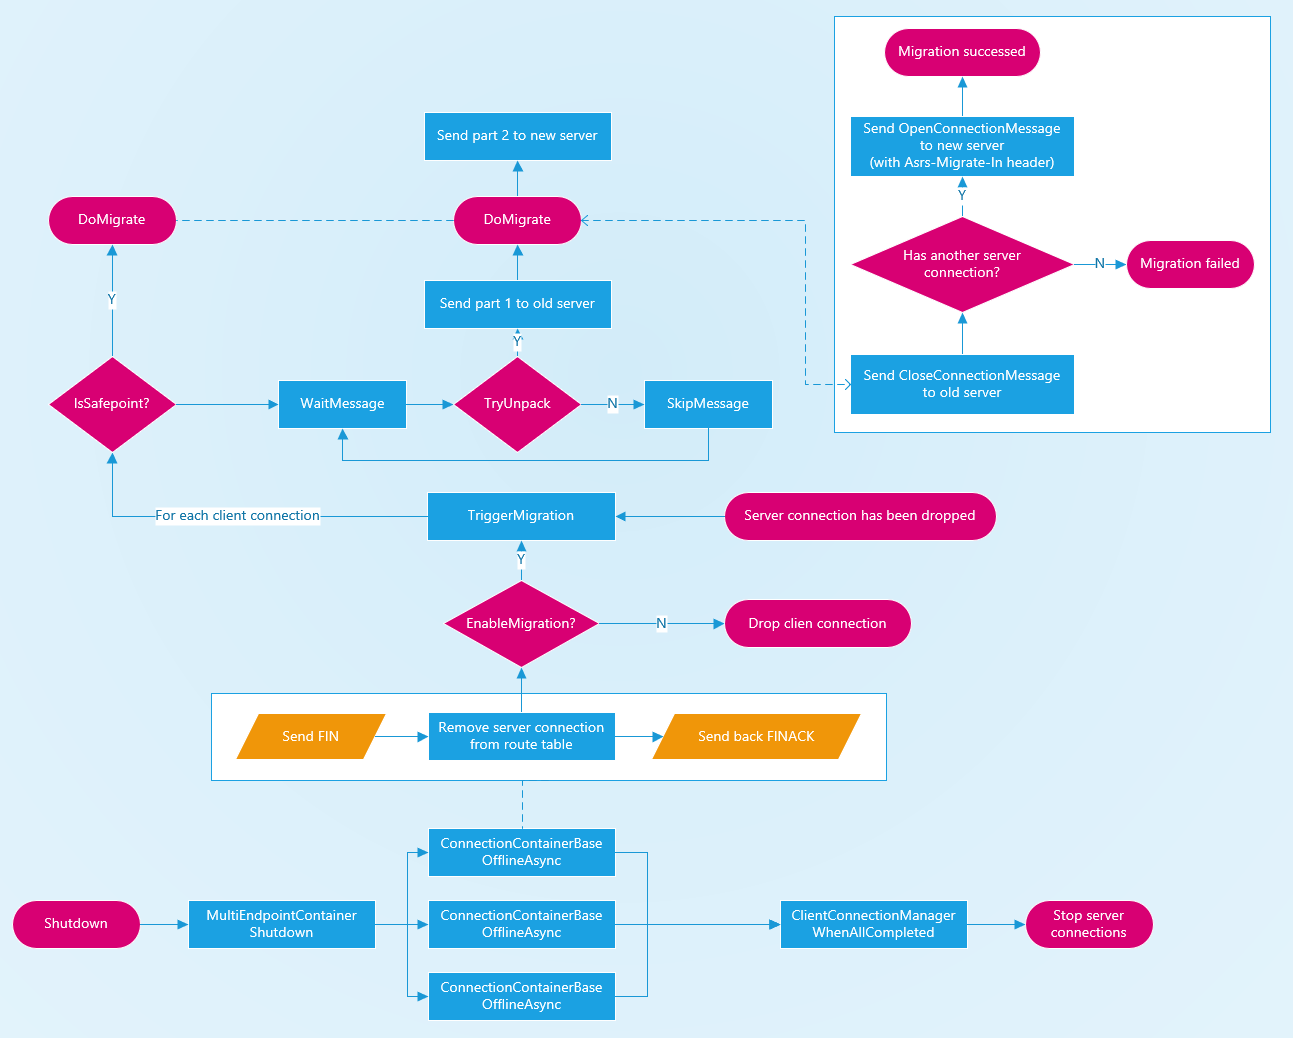 Migration successed
Send OpenConnectionMessage
to new server
(with Asrs-Migrate-In header)
Y
Has another server
connection?
N
Migration failed
Send CloseConnectionMessage
to old server
Send part 2 to new server
DoMigrate
DoMigrate
Y
Send part 1 to old server
Y
IsSafepoint?
WaitMessage
TryUnpack
N
SkipMessage
For each client connection
TriggerMigration
Server connection has been dropped
Y
EnableMigration?
N
Drop clien connection
Send FIN
Remove server connection
from route table
Send back FINACK
ConnectionContainerBase
OfflineAsync
Shutdown
MultiEndpointContainer
Shutdown
ConnectionContainerBase
OfflineAsync
ClientConnectionManager
WhenAllCompleted
Stop server
connections
ConnectionContainerBase
OfflineAsync